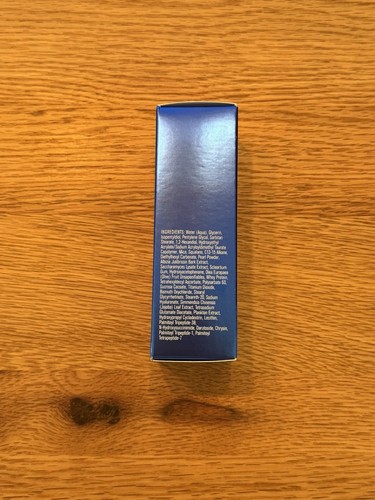 INGREDIENTS: Water (Aqua), Glycerin,
Isopentyldiol, Pentylene Glycol, Sorbitan
Stearate, 1,2-Hexanediol, Hydroxyethyl
Acrylate/Sodium Acryloyldimethyl Taurate
Copolymer, Mica, Squalane, C13-15 Alkane,
Diethylhexyl Carbonate, Pearl Powder,
Albizia Julibrissin Bark Extract,
Saccharomyces Lysate Extract, Sclerotium
Gum, Hydroxyacetophenone, Olea Europaea
(Olive) Fruit Unsaponifiables, Whey Protein,
Tetrahexyldecyl Ascorbate, Polysorbate 60,
Sucrose Cocoate, Titanium Dioxide,
Bismuth Oxychloride, Stearyl
Glycyrrhetinate, Steareth-20, Sodium
Hyaluronate, Simmondsia Chinensis
(Jojoba) Leaf Extract, Tetrasodium
Glutamate Diacetate, Plankton Extract,
Hydroxypropyl Cyclodextrin, Lecithin,
Palmitoyl Tripeptide-38,
N-Hydroxysuccinimide, Darutoside, Chrysin,
Palmitoyl Tripeptide-1, Palmitoyl
Tetrapeptide-7